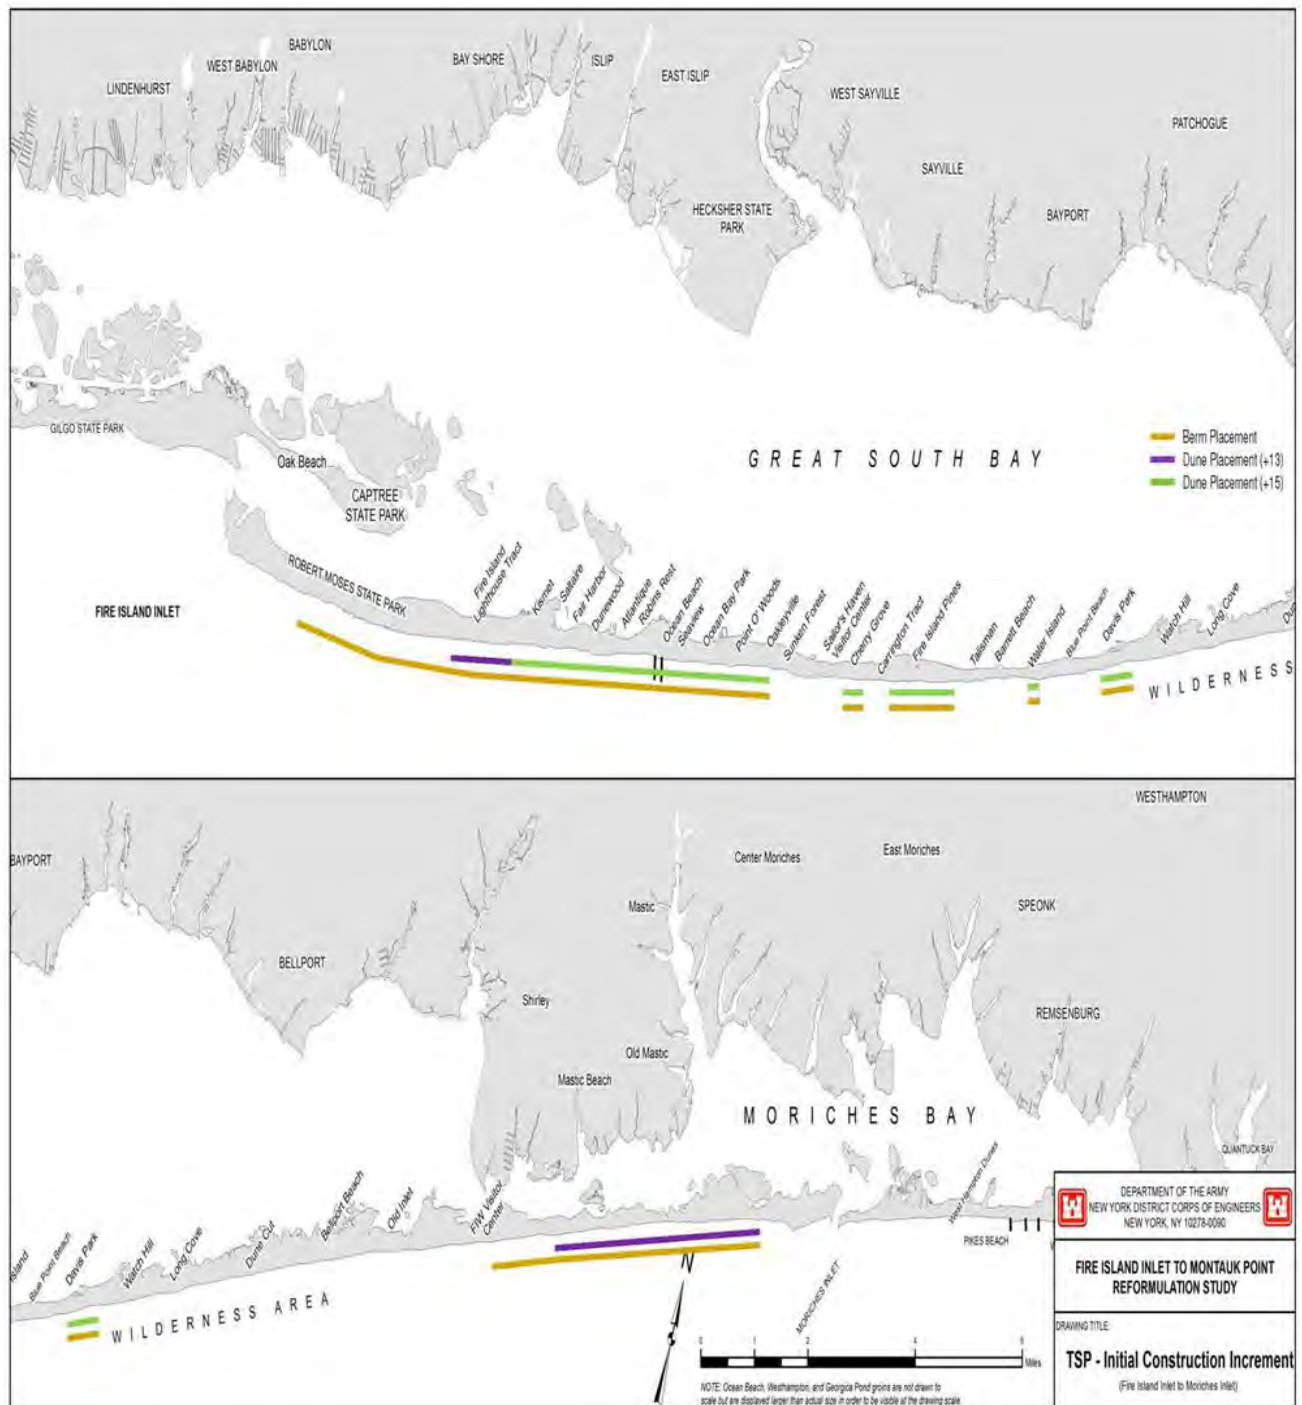 LINDENHURST
WEST BABYLON
BABYLON
BAY SHORE
ISLIP
EAST ISLIP
WEST SAYVILLE
PATCHOGUE
SAYVILLE
BAYPORT
HECKSHER STATE
PARK
GILGO STATE PARK
Oak Beach
CAPTREE
STATE PARK
GREAT SOUTH BAY
Berm Placement
Dune Placement (+13)
Dune Placement (+15)
ROBERT MOSES STATE PARK
FIRE ISLAND INLET
Fire Island
Lighthouse Tract
Kismet
Saltaire
Fair Harbor
Dunewood
Atlantique
Robins Rest
Ocean Beach
Seaview
Ocean Bay Park
Point O' Woods
Oakleyville
Sunken Forest
Sailor's Haven
Visitor Center
Cherry Grove
Carrington Tract
Fire Island Pines
Talisman
Barrett Beach
Water Island
Blue Point Beach
Davis Park
Watch Hill
Long Cove
Du
WILDERNESS
WESTHAMPTON
BAYPORT
Center Moriches
East Moriches
Mastic
SPEONK
BELLPORT
Shirley
REMSENBURG
Old Mastic
Mastic Beach
MORICHES BAY
QUANTUCK BAY
Island
Blue Point Beach
Davis Park
Watch Hill
Long Cove
Dune Cut
Bellport Beach
Old Inlet
FIW Visitor
Center
West Hampton Dunes
PIKES BEACH
W
WILDERNESS AREA
MORICHES INLET
N
0 2 4 6
Miles
NOTE: Ocean Beach, Westhampton, and Georgica Pond groins are not drawn to
scale but are displayed larger than actual size in order to be visible at the drawing scale.
DEPARTMENT OF THE ARMY
NEW YORK DISTRICT CORPS OF ENGINEERS
NEW YORK, NY 10278-0090
FIRE ISLAND INLET TO MONTAUK POINT
REFORMULATION STUDY
DRAWING TITLE:
TSP - Initial Construction Increment
(Fire Island Inlet to Moriches Inlet)